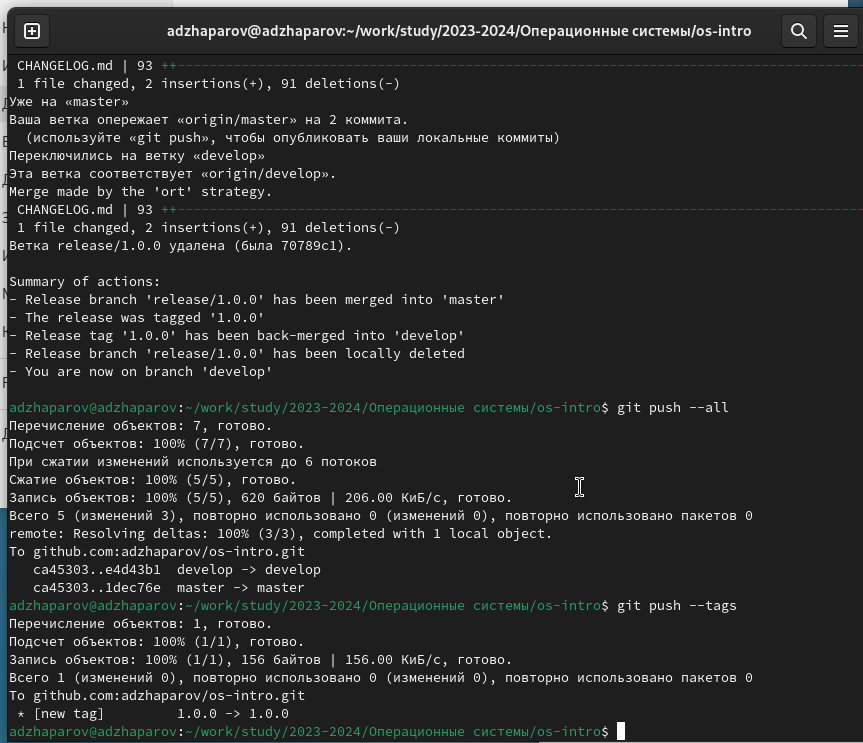 adzhaparov@adzhaparov:~/work/study/2023-2024/Операционные системы/os-intro
CHANGELOG.md | 93 ++-----------------------------------------------------------------------------------------
1 file changed, 2 insertions(+), 91 deletions(-)
Уже на «master»
Ваша ветка опережает «origin/master» на 2 коммита.
(используйте «git push», чтобы опубликовать ваши локальные коммиты)
Переключились на ветку «develop»
Эта ветка соответствует «origin/develop».
Merge made by the 'ort' strategy.
CHANGELOG.md | 93 ++-----------------------------------------------------------------------------------------
1 file changed, 2 insertions(+), 91 deletions(-)
Ветка release/1.0.0 удалена (была 70789c1).
Summary of actions:
- Release branch 'release/1.0.0' has been merged into 'master'
- The release was tagged '1.0.0'
- Release tag '1.0.0' has been back-merged into 'develop'
- Release branch 'release/1.0.0' has been locally deleted
- You are now on branch 'develop'
adzhaparov@adzhaparov:~/work/study/2023-2024/Операционные системы/os-intro$ git push --all
Перечисление объектов: 7, готово.
Подсчет объектов: 100% (7/7), готово.
При сжатии изменений используется до 6 потоков
Сжатие объектов: 100% (5/5), готово.
Запись объектов: 100% (5/5), 620 байтов | 206.00 КиБ/с, готово.
Всего 5 (изменений 3), повторно использовано 0 (изменений 0), повторно использовано пакетов 0
remote: Resolving deltas: 100% (3/3), completed with 1 local object.
To github.com:adzhaparov/os-intro.git
ca45303..e4d43b1  develop -> develop
ca45303..1dec76e  master -> master
adzhaparov@adzhaparov:~/work/study/2023-2024/Операционные системы/os-intro$ git push --tags
Перечисление объектов: 1, готово.
Подсчет объектов: 100% (1/1), готово.
Запись объектов: 100% (1/1), 156 байтов | 156.00 КиБ/с, готово.
Всего 1 (изменений 0), повторно использовано 0 (изменений 0), повторно использовано пакетов 0
To github.com:adzhaparov/os-intro.git
* [new tag]         1.0.0 -> 1.0.0
adzhaparov@adzhaparov:~/work/study/2023-2024/Операционные системы/os-intro$